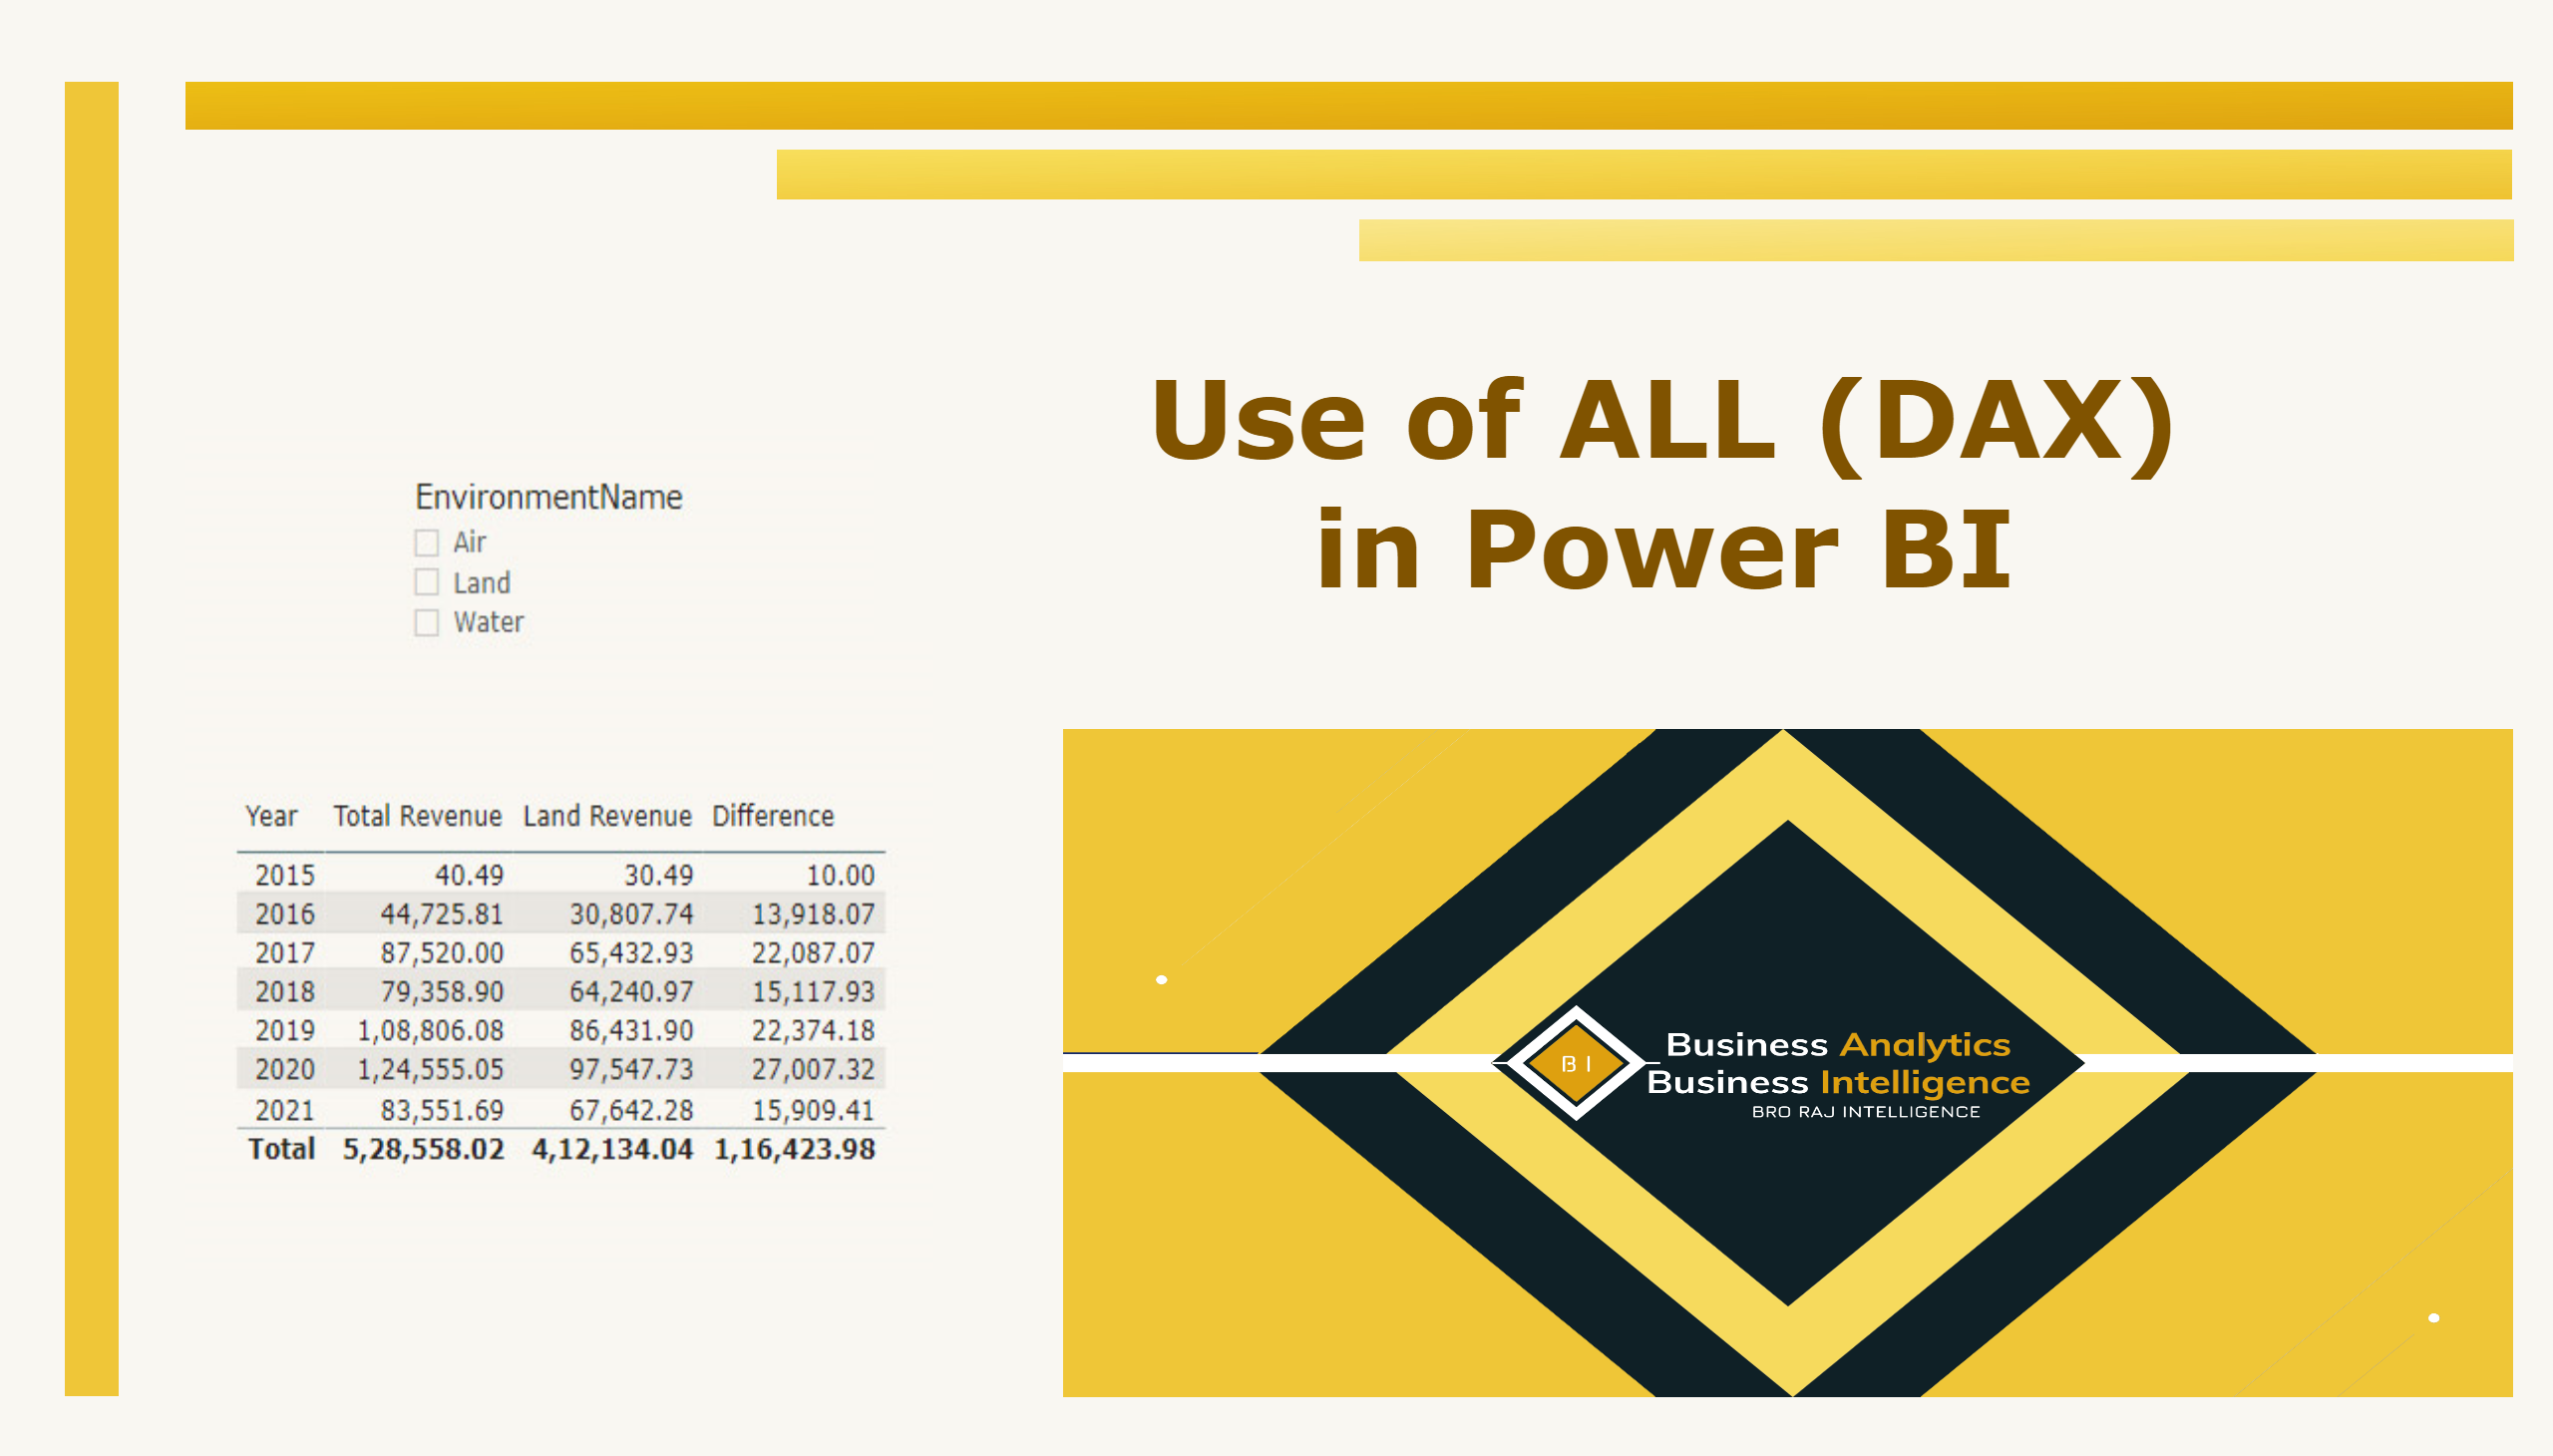 Use of ALL (DAX)
in Power BI
EnvironmentName
Air
Land
Water
Year Total Revenue Land Revenue Difference
2015 40.49 30.49 10.00
2016 44,725.81 30,807.74 13,918.07
2017 87,520.00 65,432.93 22,087.07
2018 79,358.90 64,240.97 15,117.93
2019 1,08,806.08 86,431.90 22,374.18
2020 1,24,555.05 97,547.73 27,007.32
2021 83,551.69 67,642.28 15,909.41
Total 5,28,558.02 4,12,134.04 1,16,423.98
BI
Business Analytics
Business Intelligence
BRO RAJ INTELLIGENCE